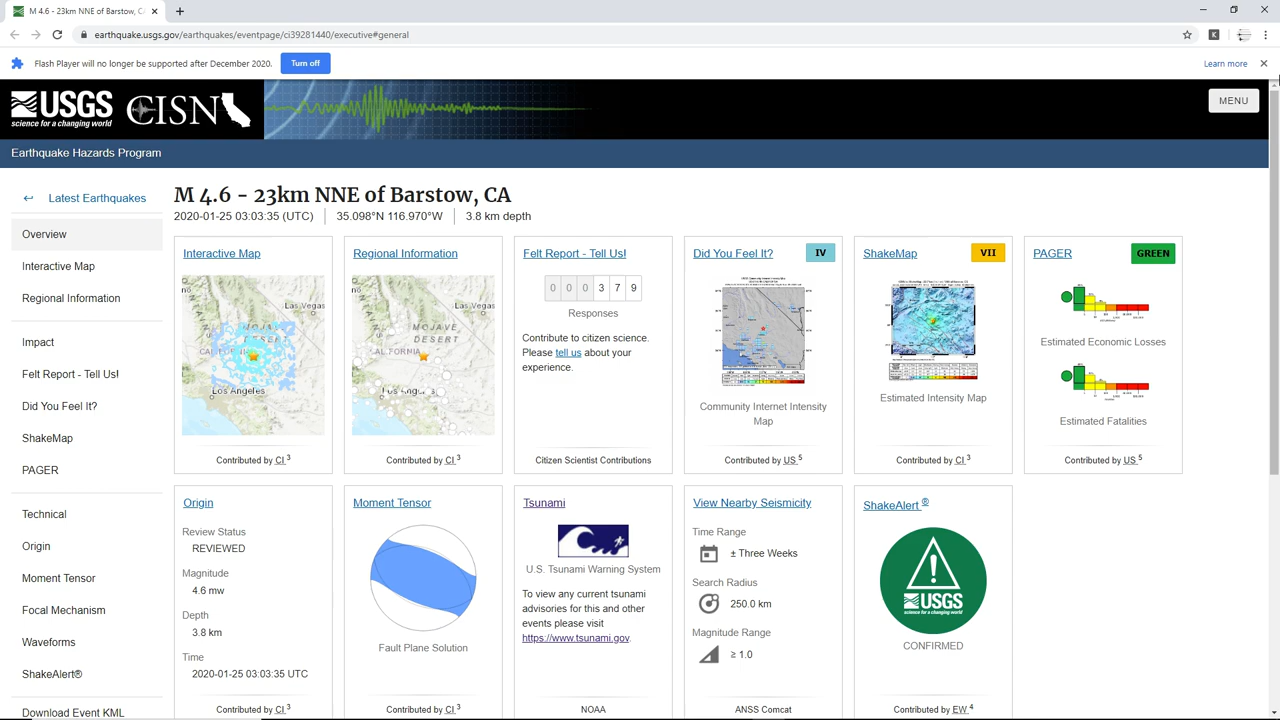 M 4.6 - 23km NNE of Barstow, CA
earthquake.usgs.gov/earthquakes/eventpage/ci39281440/executive#general
K
Flash Player will no longer be supported after December 2020.
Turn off
Learn more
USGS
science for a changing world
CISN
MENU
Earthquake Hazards Program
Latest Earthquakes
Overview
Interactive Map
Regional Information
Impact
Felt Report - Tell Us!
Did You Feel It?
ShakeMap
PAGER
Technical
Origin
Moment Tensor
Focal Mechanism
Waveforms
ShakeAlert®
Download Event KML
M 4.6 - 23km NNE of Barstow, CA
2020-01-25 03:03:35 (UTC)
35.098°N 116.970°W
3.8 km depth
Interactive Map
Las Vegas
Los Angeles
Contributed by CI 3
Regional Information
Las Vegas
MOJAVE
DESERT
CALIFORNIA
Los Angeles
Contributed by CI 3
Felt Report - Tell Us!
0 0 0 3 7 9
Responses
Contribute to citizen science.
Please tell us about your
experience.
Citizen Scientist Contributions
Did You Feel It?
IV
Community Internet Intensity
Map
Contributed by US 5
ShakeMap
VII
Estimated Intensity Map
Contributed by CI 3
PAGER
GREEN
Estimated Economic Losses
Estimated Fatalities
Contributed by US 5
Origin
Review Status
REVIEWED
Magnitude
4.6 mw
Depth
3.8 km
Time
2020-01-25 03:03:35 UTC
Contributed by CI 3
Moment Tensor
Fault Plane Solution
Contributed by CI 3
Tsunami
U.S. Tsunami Warning System
To view any current tsunami
advisories for this and other
events please visit
https://www.tsunami.gov.
NOAA
View Nearby Seismicity
Time Range
± Three Weeks
Search Radius
250.0 km
Magnitude Range
≥ 1.0
ANSS Comcat
ShakeAlert ®
USGS
science for a changing world
CONFIRMED
Contributed by EW 4